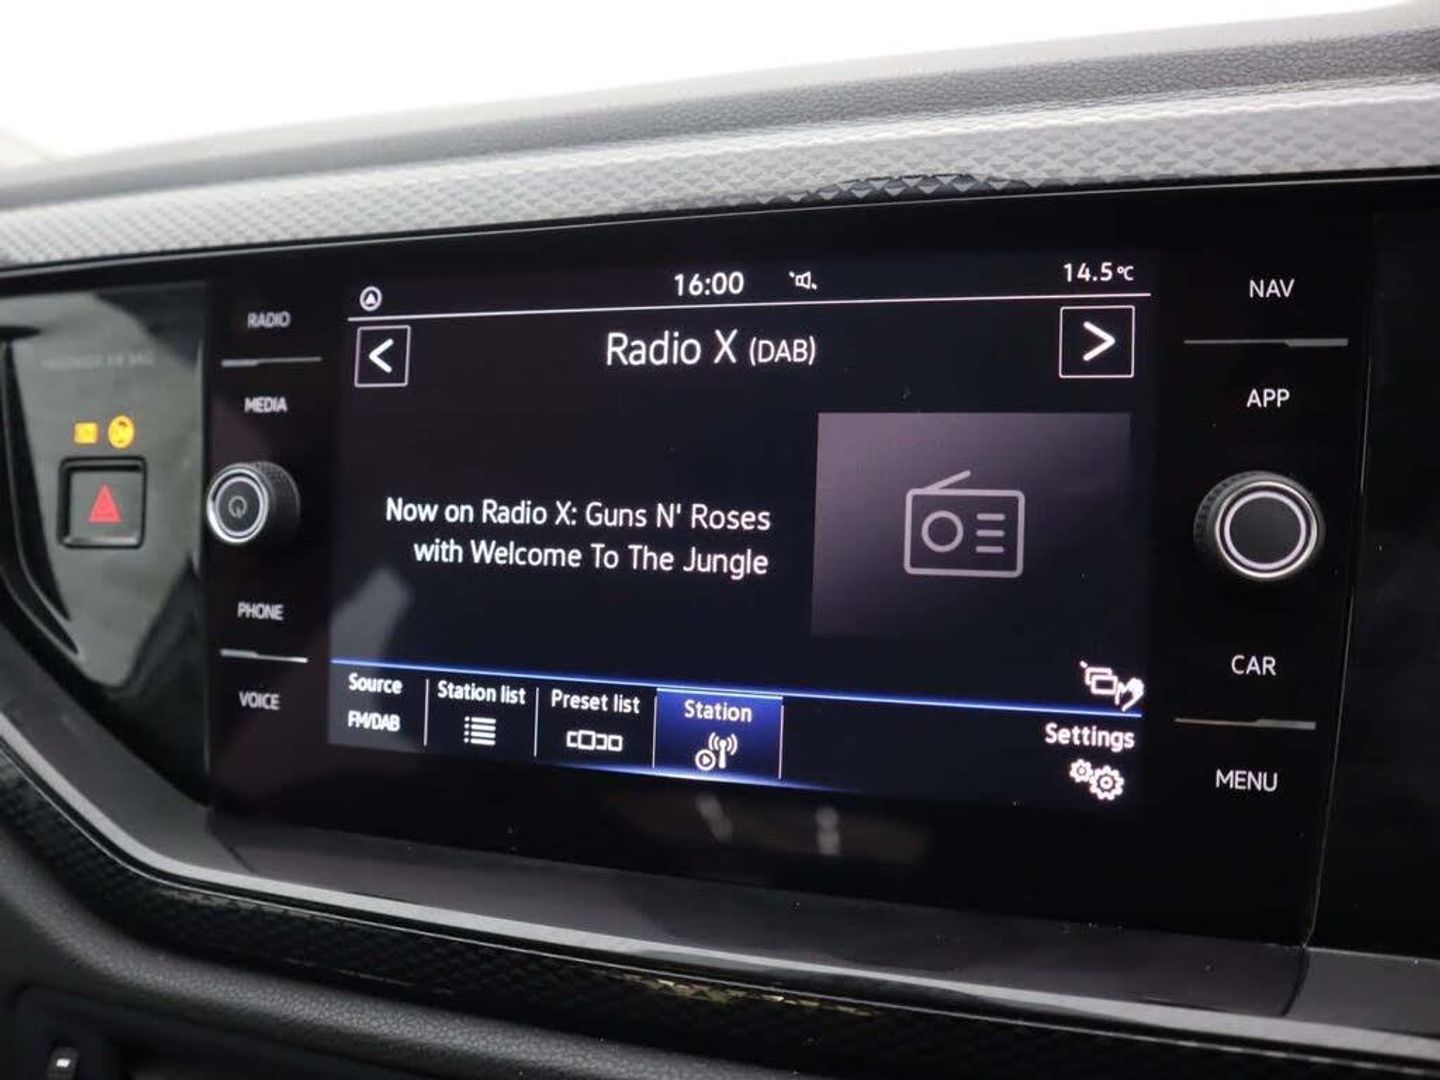 16:00
14.5°C
Radio X (DAB)
Now on Radio X: Guns N' Roses
with Welcome To The Jungle
Source
FM/DAB
Station list
Preset list
Station
Settings
RADIO
MEDIA
PHONE
VOICE
NAV
APP
CAR
MENU